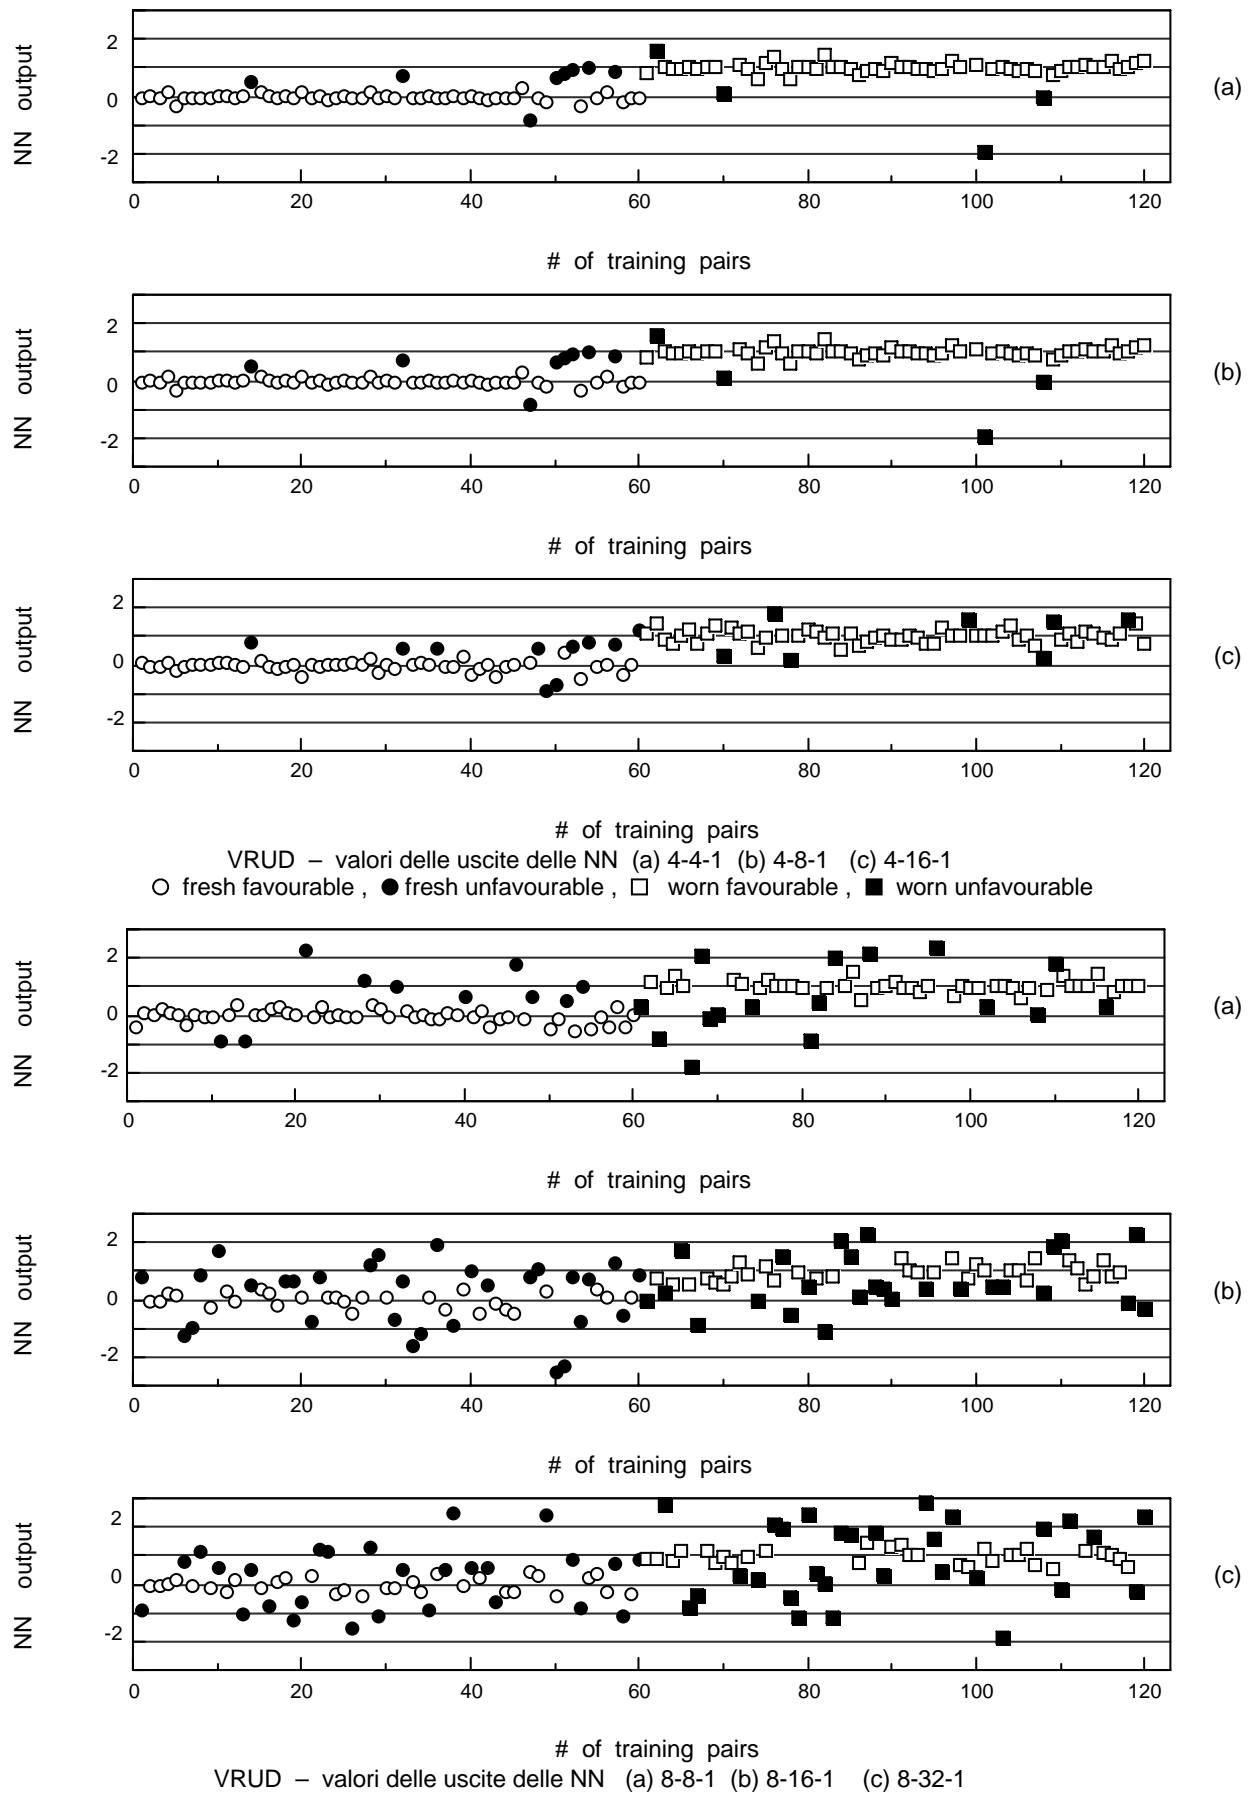 NN output
2
0
-2
(a)
0 20 40 60 80 100 120
# of training pairs
NN output
2
0
-2
(b)
0 20 40 60 80 100 120
# of training pairs
NN output
2
0
-2
(c)
0 20 40 60 80 100 120
# of training pairs
VRUD – valori delle uscite delle NN (a) 4-4-1 (b) 4-8-1 (c) 4-16-1
fresh favourable , fresh unfavourable , worn favourable , worn unfavourable
NN output
2
0
-2
(a)
0 20 40 60 80 100 120
# of training pairs
NN output
2
0
-2
(b)
0 20 40 60 80 100 120
# of training pairs
NN output
2
0
-2
(c)
0 20 40 60 80 100 120
# of training pairs
VRUD – valori delle uscite delle NN (a) 8-8-1 (b) 8-16-1 (c) 8-32-1